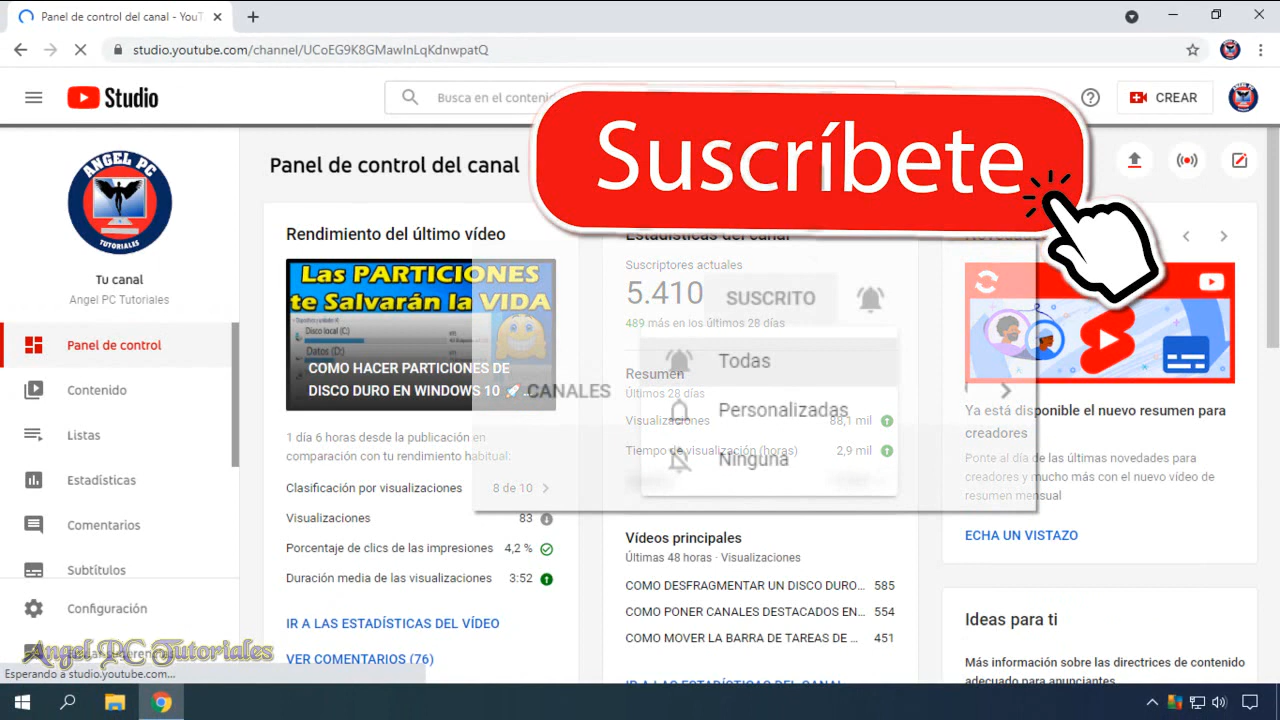 Panel de control del canal - YouT
studio.youtube.com/channel/UCoEG9K8GMawInLqKdnwpatQ
Studio
Busca en el conteni
CREAR
Suscríbete
ANGEL PC
TUTORIALES
Tu canal
Angel PC Tutoriales
Panel de control
Contenido
Listas
Estadísticas
Comentarios
Subtítulos
Configuración
Angel PC Tutoriales
Esperando a studio.youtube.com...
Panel de control del canal
Rendimiento del último vídeo
Las PARTICIONES
te Salvarán la VIDA
Disco local (C:)
Datos (D:)
COMO HACER PARTICIONES DE
DISCO DURO EN WINDOWS 10 🚀 ...
1 día 6 horas desde la publicación en
comparación con tu rendimiento habitual:
Clasificación por visualizaciones 8 de 10
Visualizaciones 83
Porcentaje de clics de las impresiones 4,2 %
Duración media de las visualizaciones 3:52
IR A LAS ESTADÍSTICAS DEL VÍDEO
VER COMENTARIOS (76)
Estadísticas del canal
Suscriptores actuales
5.410
489 más en los últimos 28 días
Resumen
Últimos 28 días
Visualizaciones 88,1 mil
Tiempo de visualización (horas) 2,9 mil
SUSCRITO
Todas
Personalizadas
Ninguna
CANALES
Vídeos principales
Últimas 48 horas · Visualizaciones
COMO DESFRAGMENTAR UN DISCO DURO... 585
COMO PONER CANALES DESTACADOS EN... 554
COMO MOVER LA BARRA DE TAREAS DE ... 451
IR A LAS ESTADÍSTICAS DEL CANAL
Ya está disponible el nuevo resumen para
creadores
Ponte al día de las últimas novedades para
creadores y mucho más con el nuevo vídeo de
resumen mensual
ECHA UN VISTAZO
Ideas para ti
Más información sobre las directrices de contenido
adecuado para anunciantes